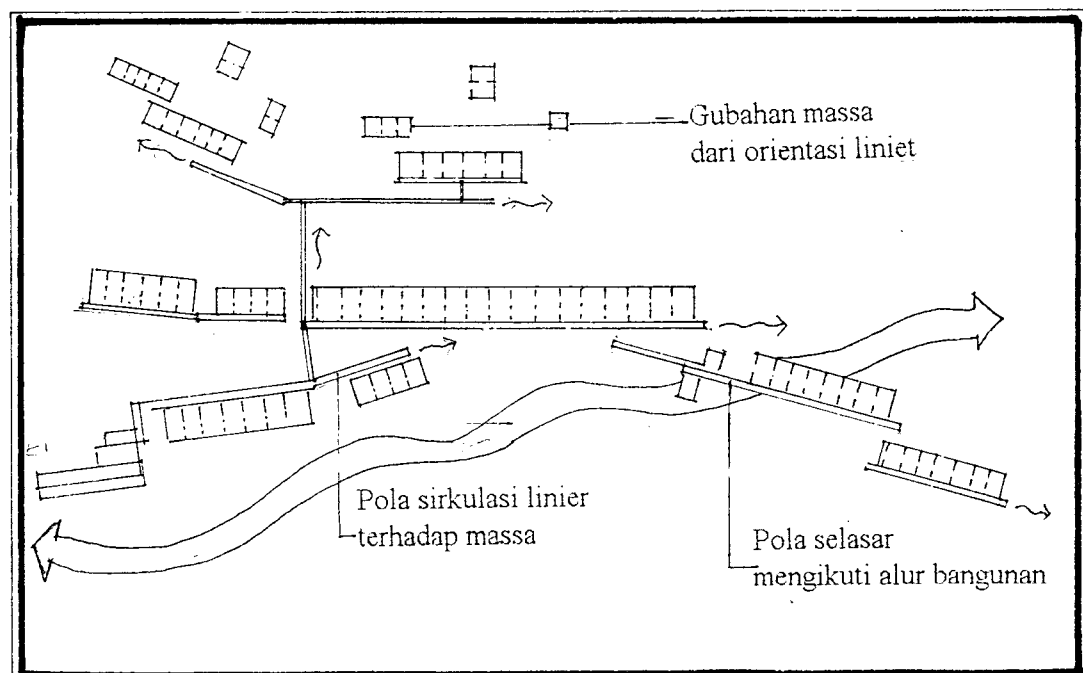 Gubahan massa
dari orientasi liniet
Pola sirkulasi linier
terhadap massa
Pola selasar
mengikuti alur bangunan